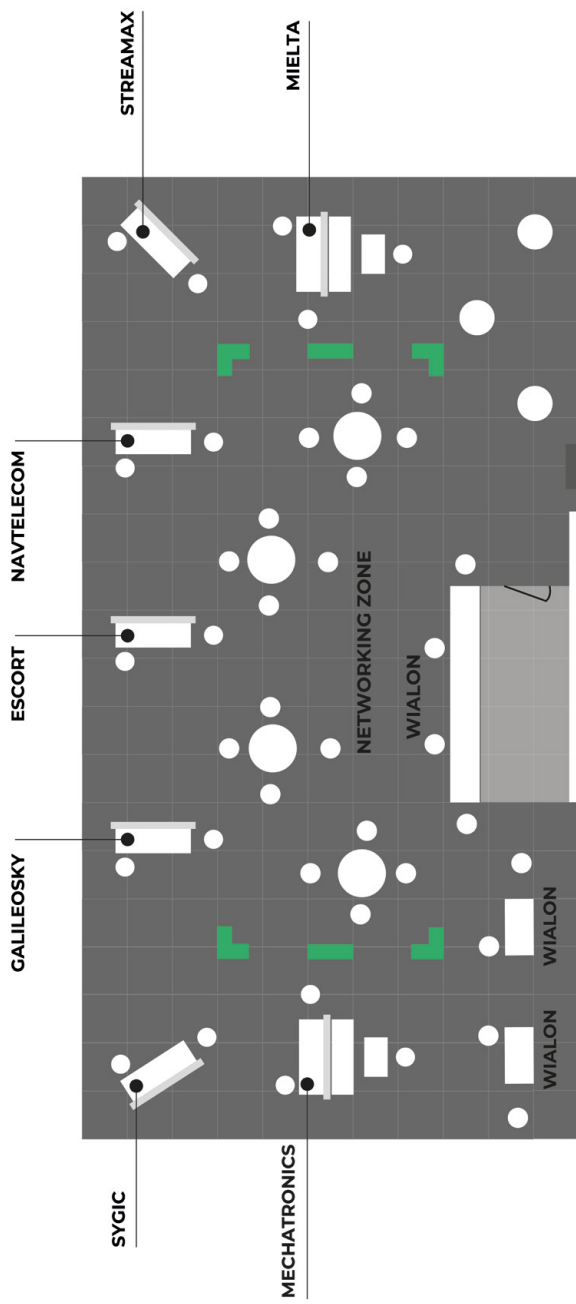 STREAMAX
MIELTA
NAVTELECOM
ESCORT
NETWORKING ZONE
WIALON
GALILEOSKY
WIALON
WIALON
SYGIC
MECHATRONICS